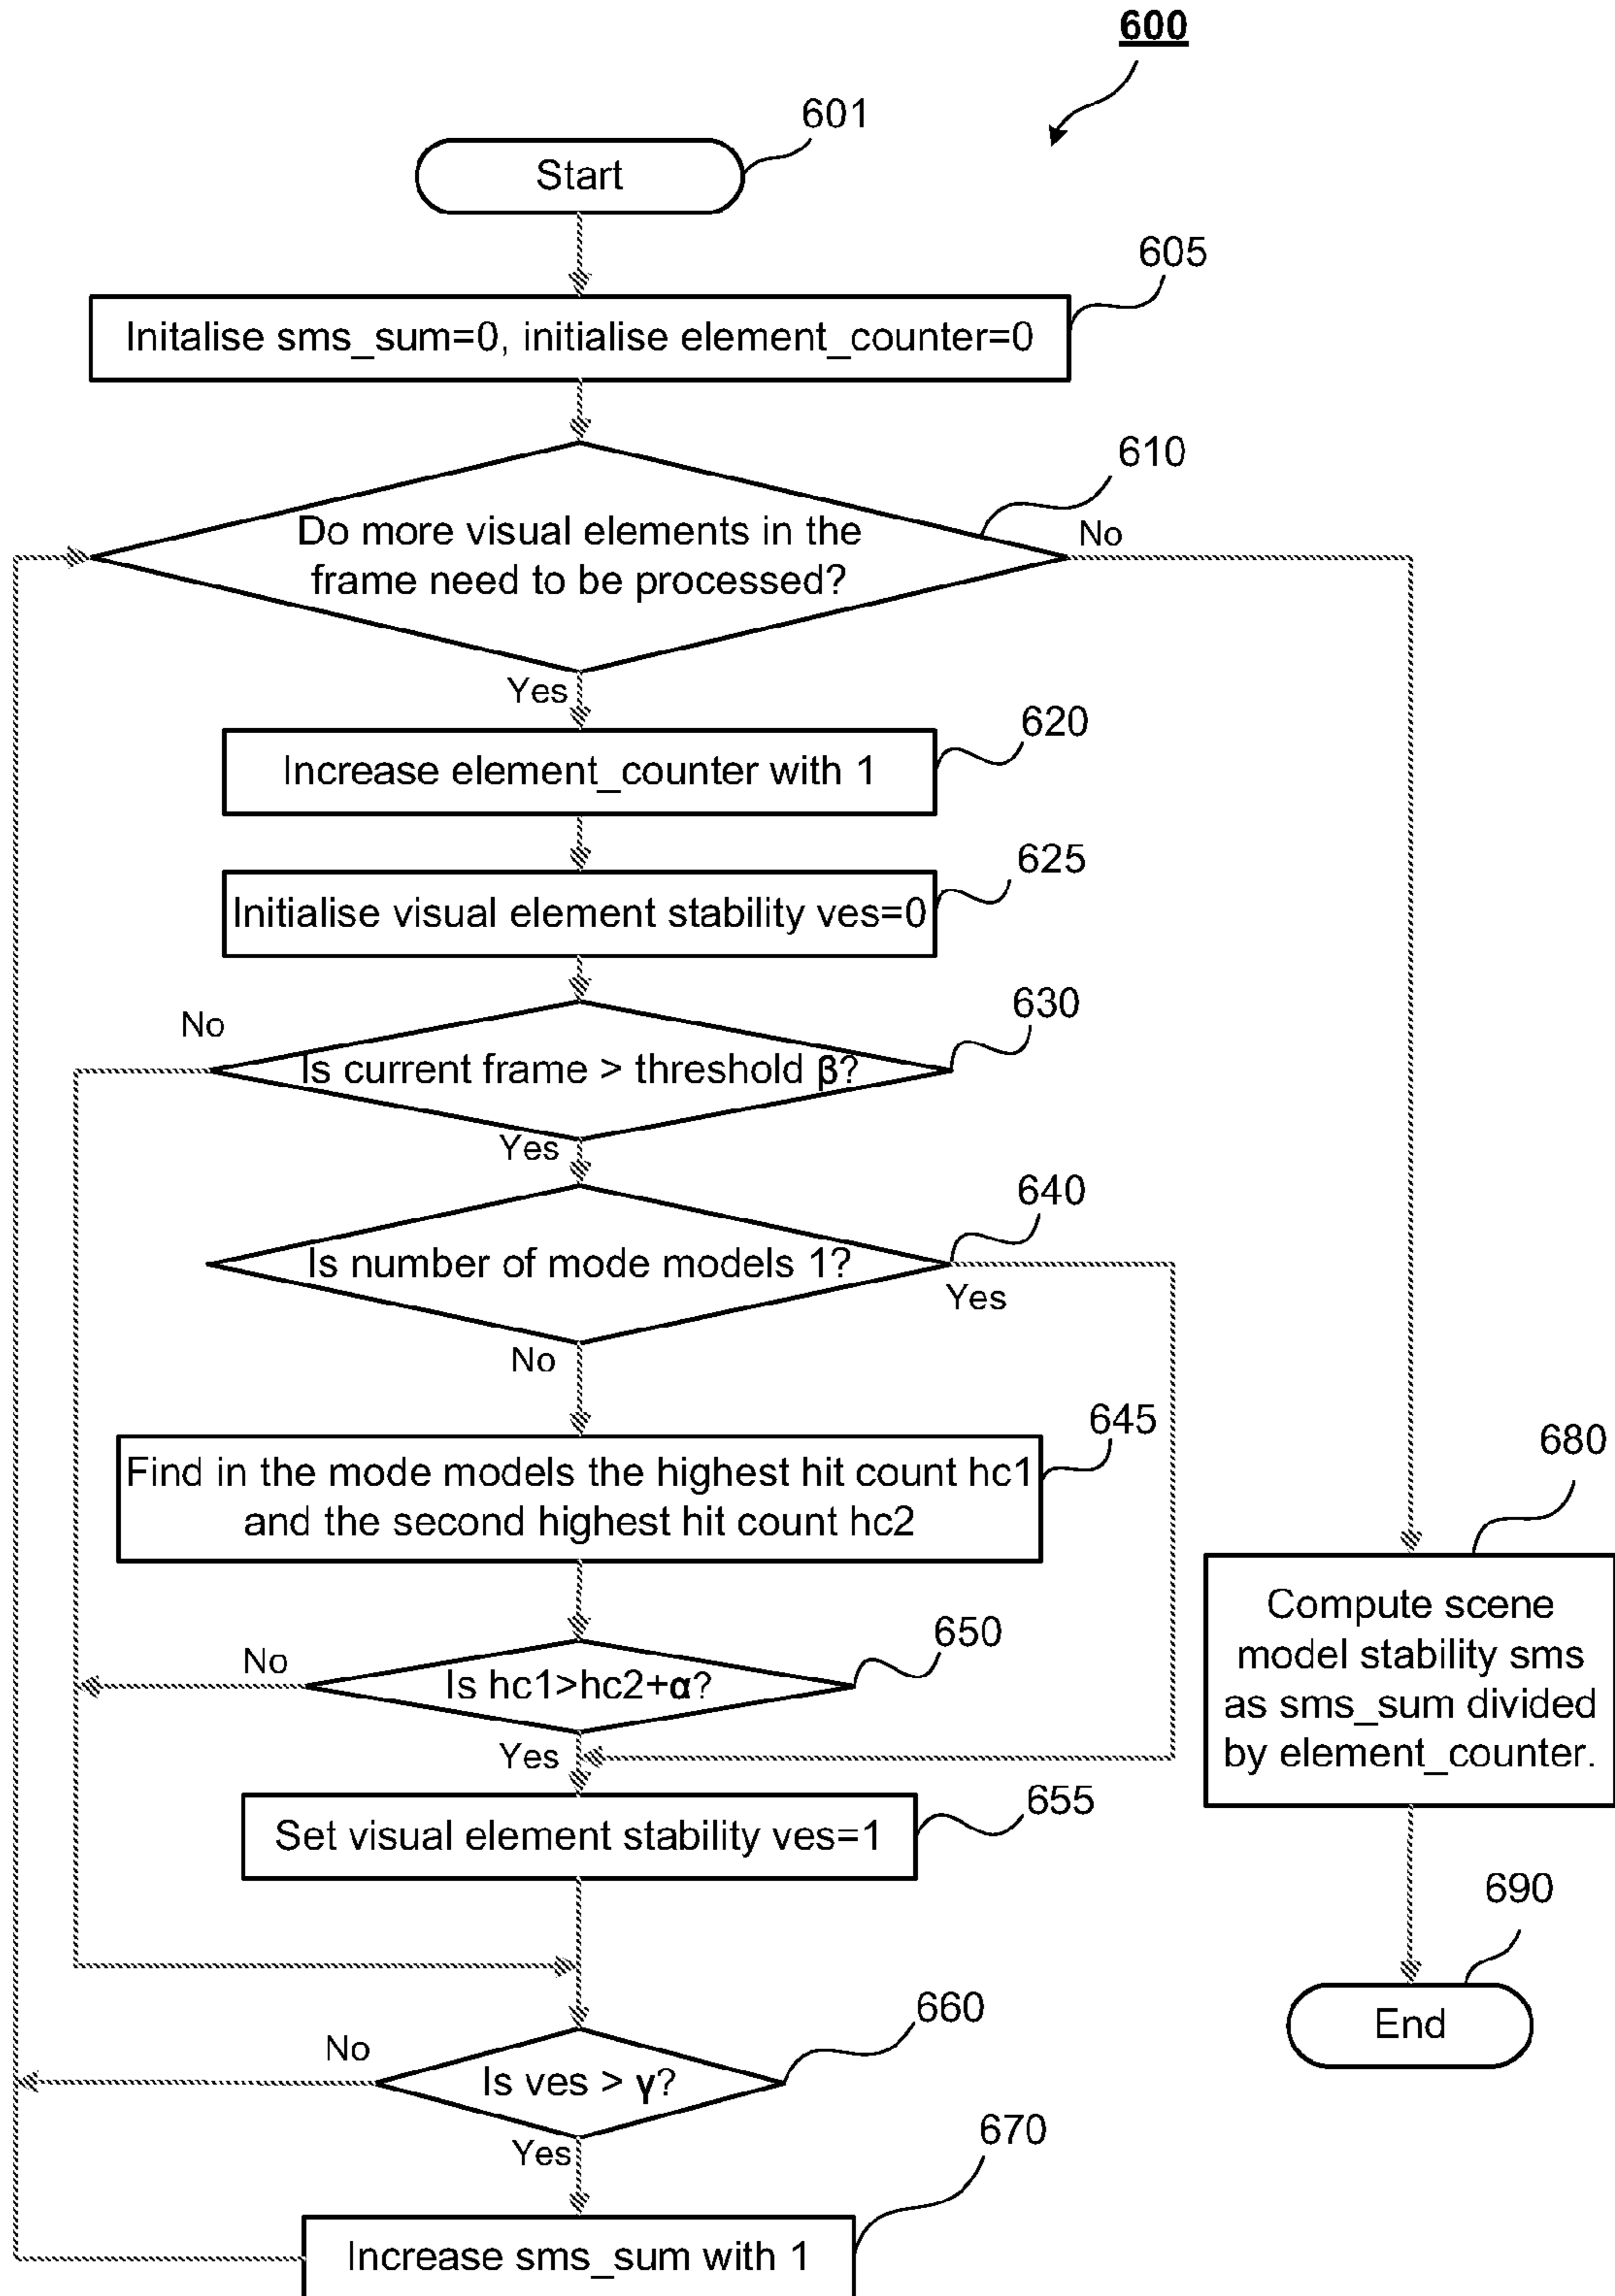 600
601
Start
605
Initalise sms_sum=0, initialise element_counter=0
610
Do more visual elements in the
frame need to be processed?
No
Yes
620
Increase element_counter with 1
625
Initialise visual element stability ves=0
630
No
Is current frame > threshold β?
Yes
640
Is number of mode models 1?
Yes
No
645
Find in the mode models the highest hit count hc1
and the second highest hit count hc2
650
No
Is hc1>hc2+α?
Yes
655
Set visual element stability ves=1
660
No
Is ves > γ?
Yes
670
Increase sms_sum with 1
680
Compute scene
model stability sms
as sms_sum divided
by element_counter.
690
End